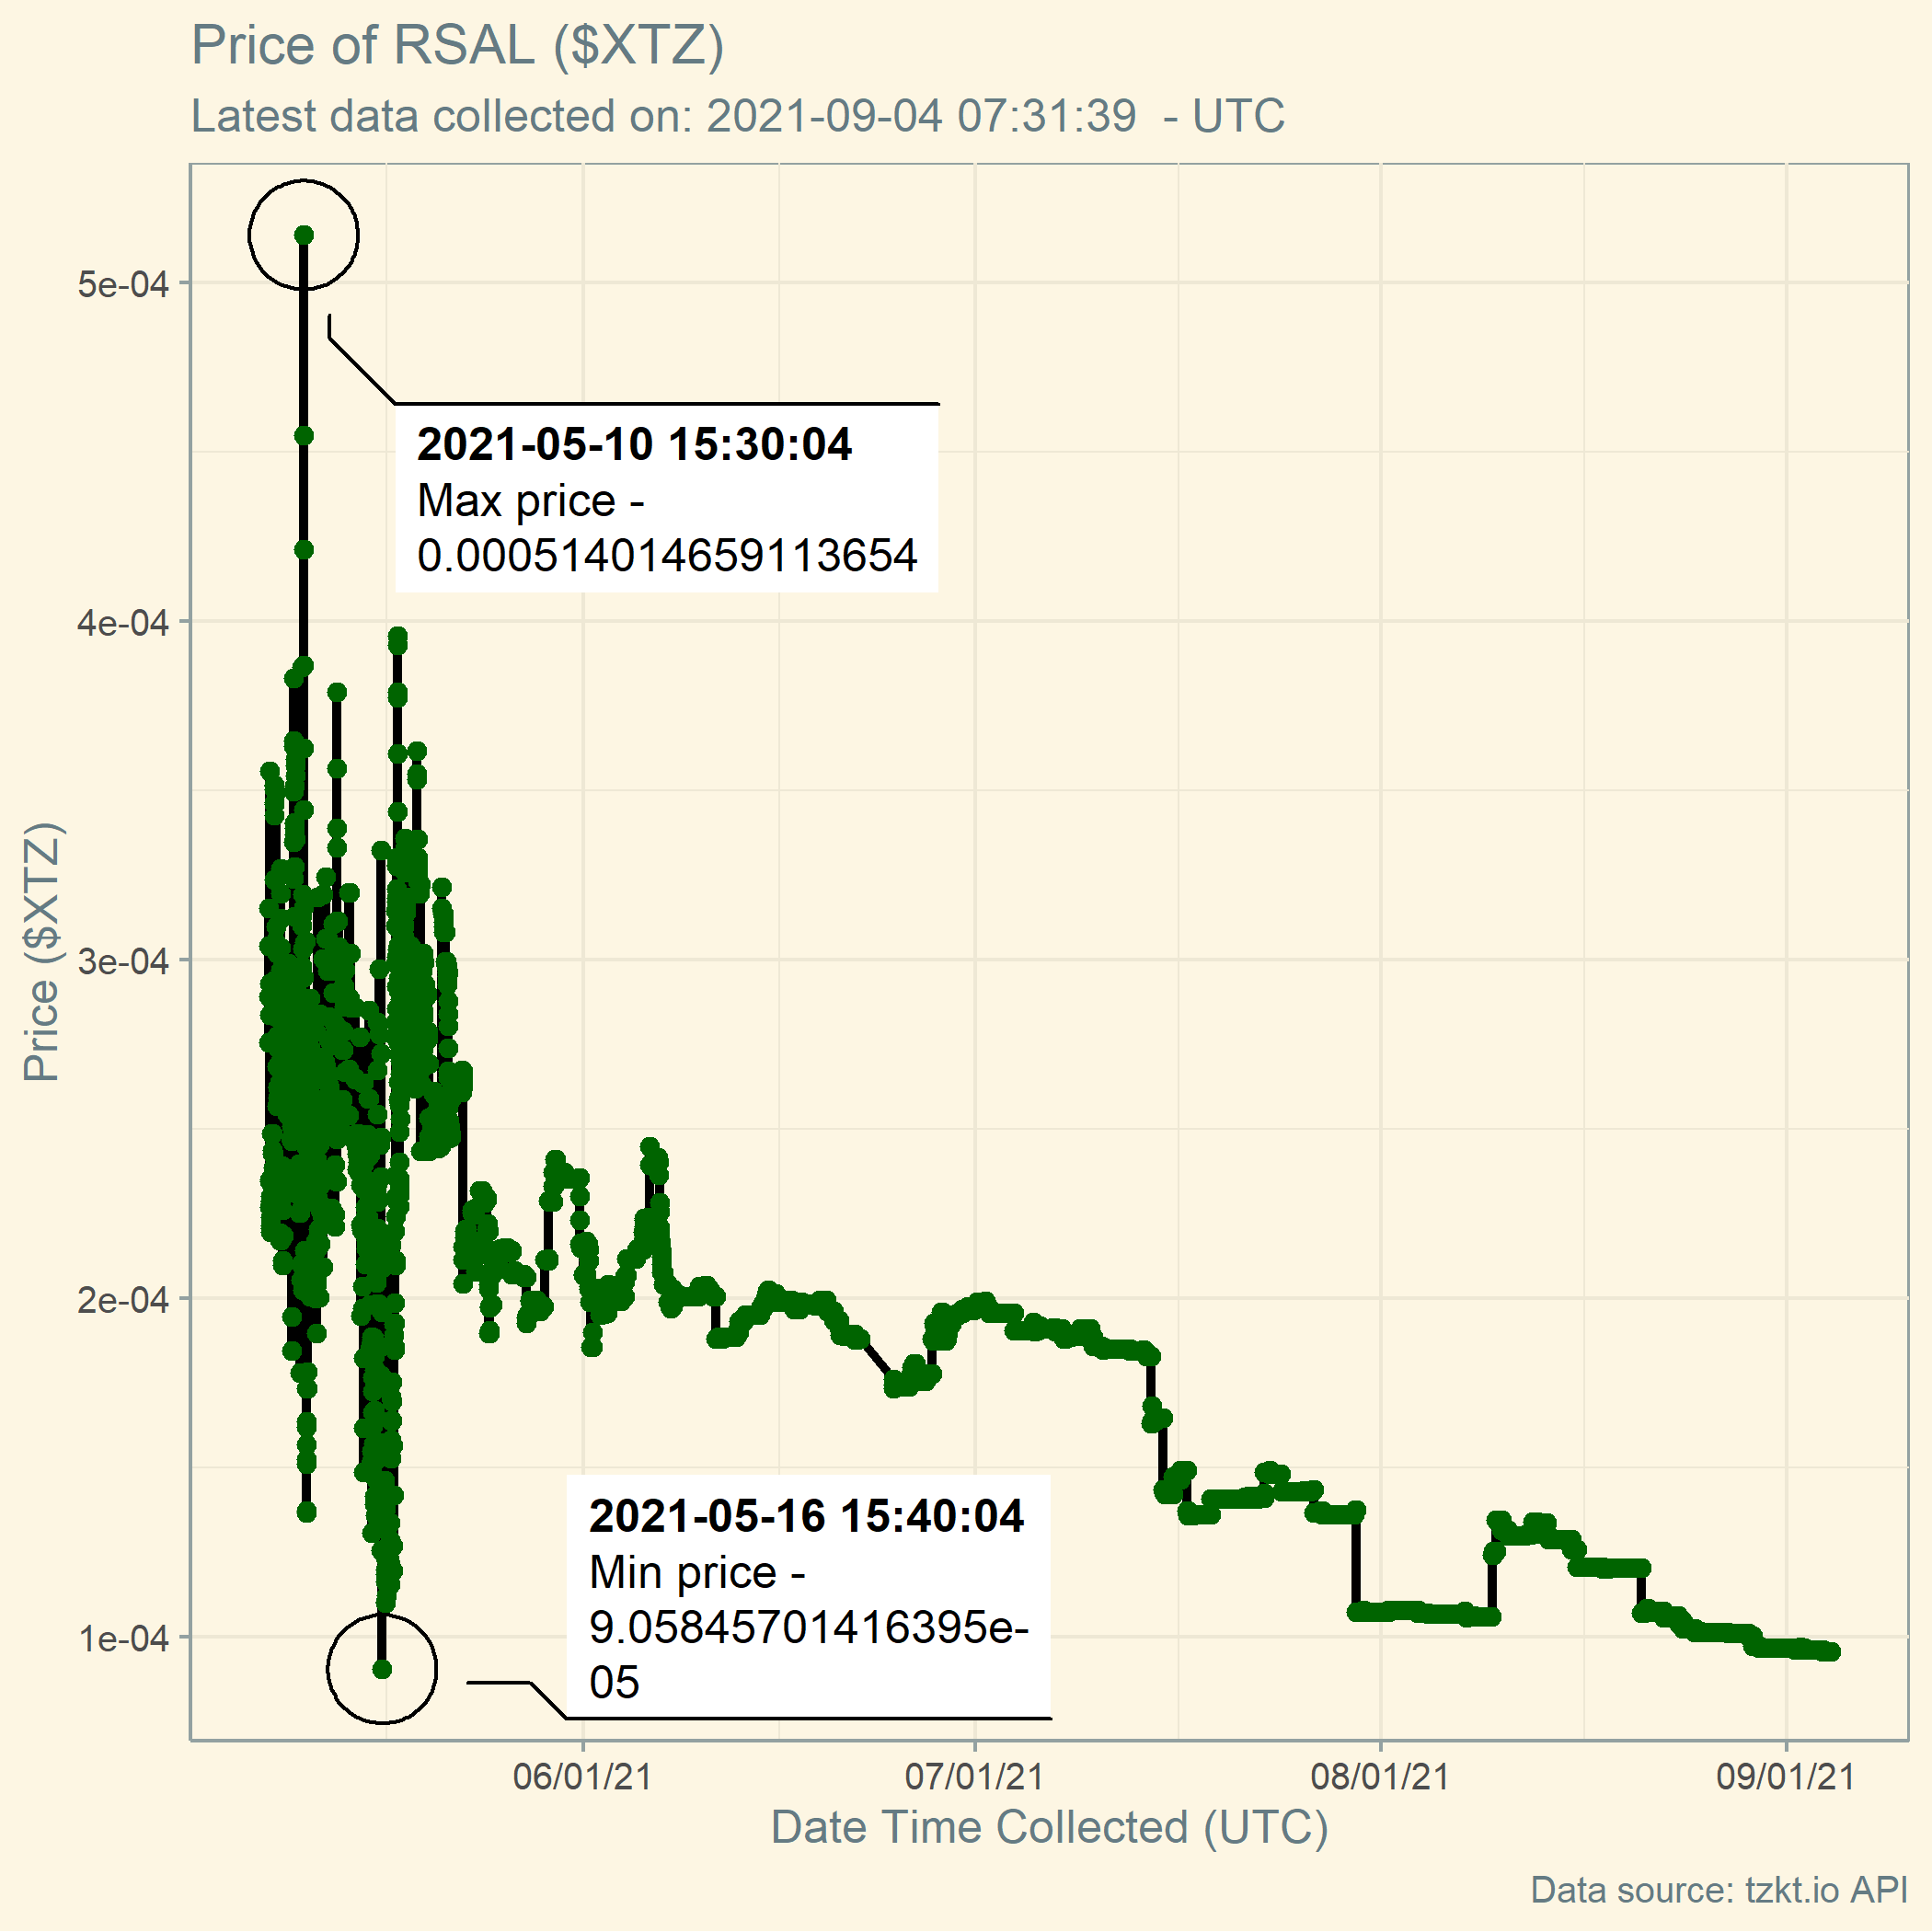 Price of RSAL ($XTZ)
Latest data collected on: 2021-09-04 07:31:39  - UTC
5e-04
4e-04
3e-04
2e-04
1e-04
Price ($XTZ)
2021-05-10 15:30:04
Max price -
0.000514014659113654
2021-05-16 15:40:04
Min price -
9.05845701416395e-
05
06/01/21
07/01/21
08/01/21
09/01/21
Date Time Collected (UTC)
Data source: tzkt.io API